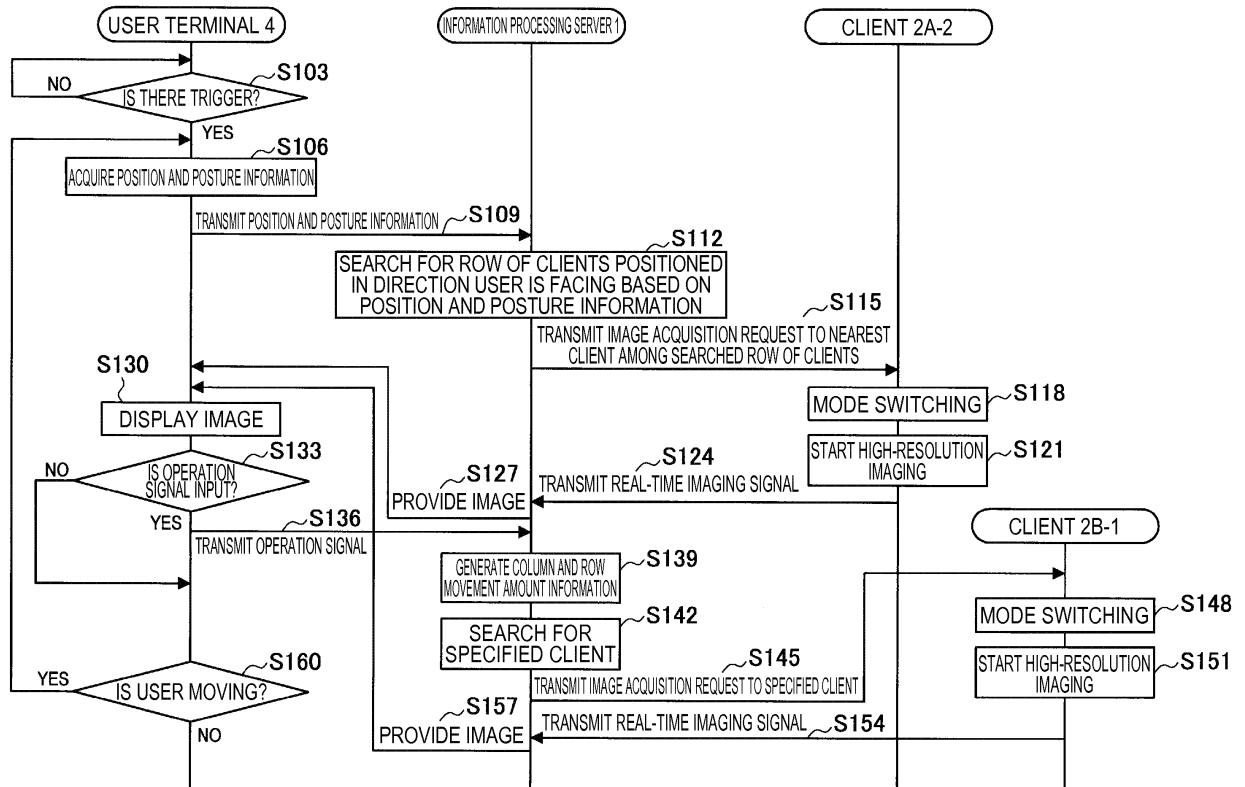 USER TERMINAL 4
INFORMATION PROCESSING SERVER 1
CLIENT 2A-2
S103
NO
IS THERE TRIGGER?
YES
S106
ACQUIRE POSITION AND POSTURE INFORMATION
TRANSMIT POSITION AND POSTURE INFORMATION
S109
S112
SEARCH FOR ROW OF CLIENTS POSITIONED
IN DIRECTION USER IS FACING BASED ON
POSITION AND POSTURE INFORMATION
S115
TRANSMIT IMAGE ACQUISITION REQUEST TO NEAREST
CLIENT AMONG SEARCHED ROW OF CLIENTS
S130
DISPLAY IMAGE
MODE SWITCHING
S118
S133
NO
IS OPERATION
SIGNAL INPUT?
YES
START HIGH-RESOLUTION
IMAGING
S121
S124
TRANSMIT REAL-TIME IMAGING SIGNAL
S127
PROVIDE IMAGE
S136
TRANSMIT OPERATION SIGNAL
CLIENT 2B-1
GENERATE COLUMN AND ROW
MOVEMENT AMOUNT INFORMATION
S139
S142
SEARCH FOR
SPECIFIED CLIENT
MODE SWITCHING
S148
S145
TRANSMIT IMAGE ACQUISITION REQUEST TO SPECIFIED CLIENT
START HIGH-RESOLUTION
IMAGING
S151
S160
YES
IS USER MOVING?
NO
S157
PROVIDE IMAGE
TRANSMIT REAL-TIME IMAGING SIGNAL
S154